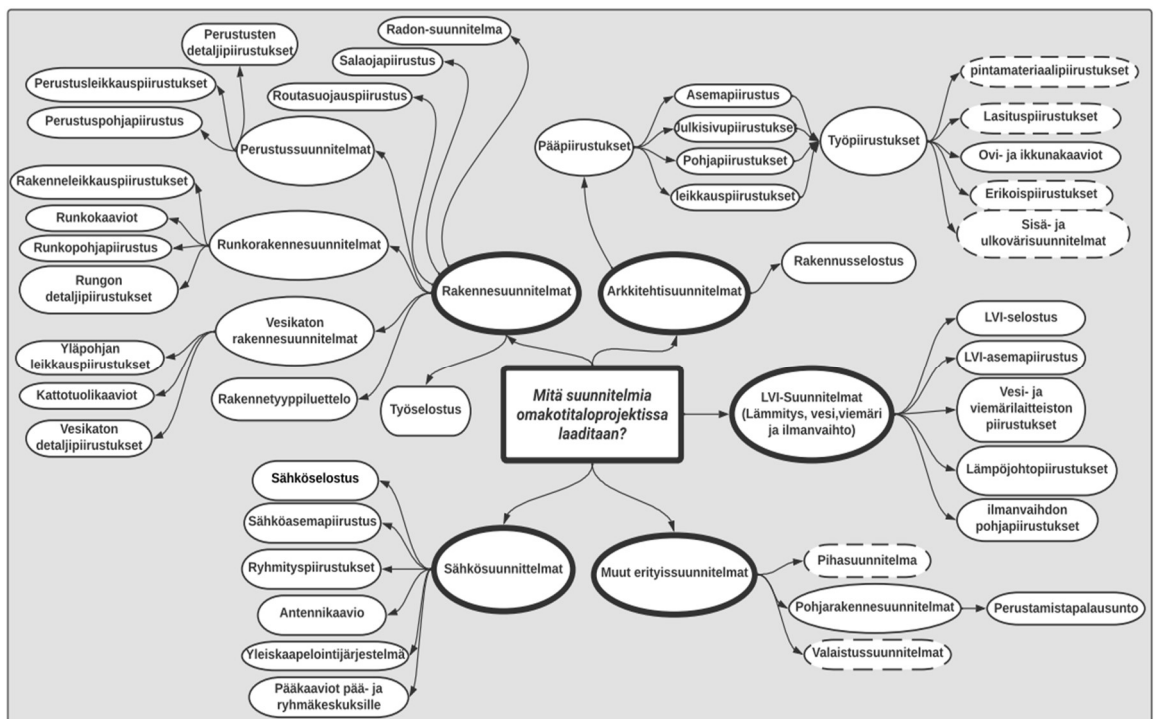 Perustusten
detaljipiirustukset
Radon-suunnitelma
Salaojapiirustus
Perustusleikkauspiirustukset
Routasuojauspiirustus
Perustuspohjapiirustus
Perustussuunnitelmat
Rakenneleikkauspiirustukset
Runkokaaviot
Runkopohjapiirustus
Runkorakennesuunnitelmat
Rungon
detaljipiirustukset
Vesikaton
rakennesuunnitelmat
Yläpohjan
leikkauspiirustukset
Kattotuolikaaviot
Vesikaton
detaljipiirustukset
Rakennetyyppiluettelo
Työselostus
Rakennesuunnitelmat
Pääpiirustukset
Asemapiirustus
Julkisivupiirustukset
Pohjapiirustukset
leikkauspiirustukset
Työpiirustukset
pintamateriaalipiirustukset
Lasituspiirustukset
Ovi- ja ikkunakaaviot
Erikoispiirustukset
Sisä- ja
ulkovärisuunnitelmat
Arkkitehtisuunnitelmat
Rakennusselostus
Mitä suunnitelmia
omakotitaloprojektissa
laaditaan?
LVI-Suunnitelmat
(Lämmitys, vesi,viemäri
ja ilmanvaihto)
LVI-selostus
LVI-asemapiirustus
Vesi- ja
viemärilaitteiston
piirustukset
Lämpöjohtopiirustukset
ilmanvaihdon
pohjapiirustukset
Sähköselostus
Sähköasemapiirustus
Ryhmityspiirustukset
Antennikaavio
Yleiskaapelointijärjestelmä
Pääkaaviot pää- ja
ryhmäkeskuksille
Sähkösuunnittelmat
Muut erityissuunnitelmat
Pihasuunnitelma
Pohjarakennesuunnitelmat
Perustamistapalausunto
Valaistussuunnitelmat